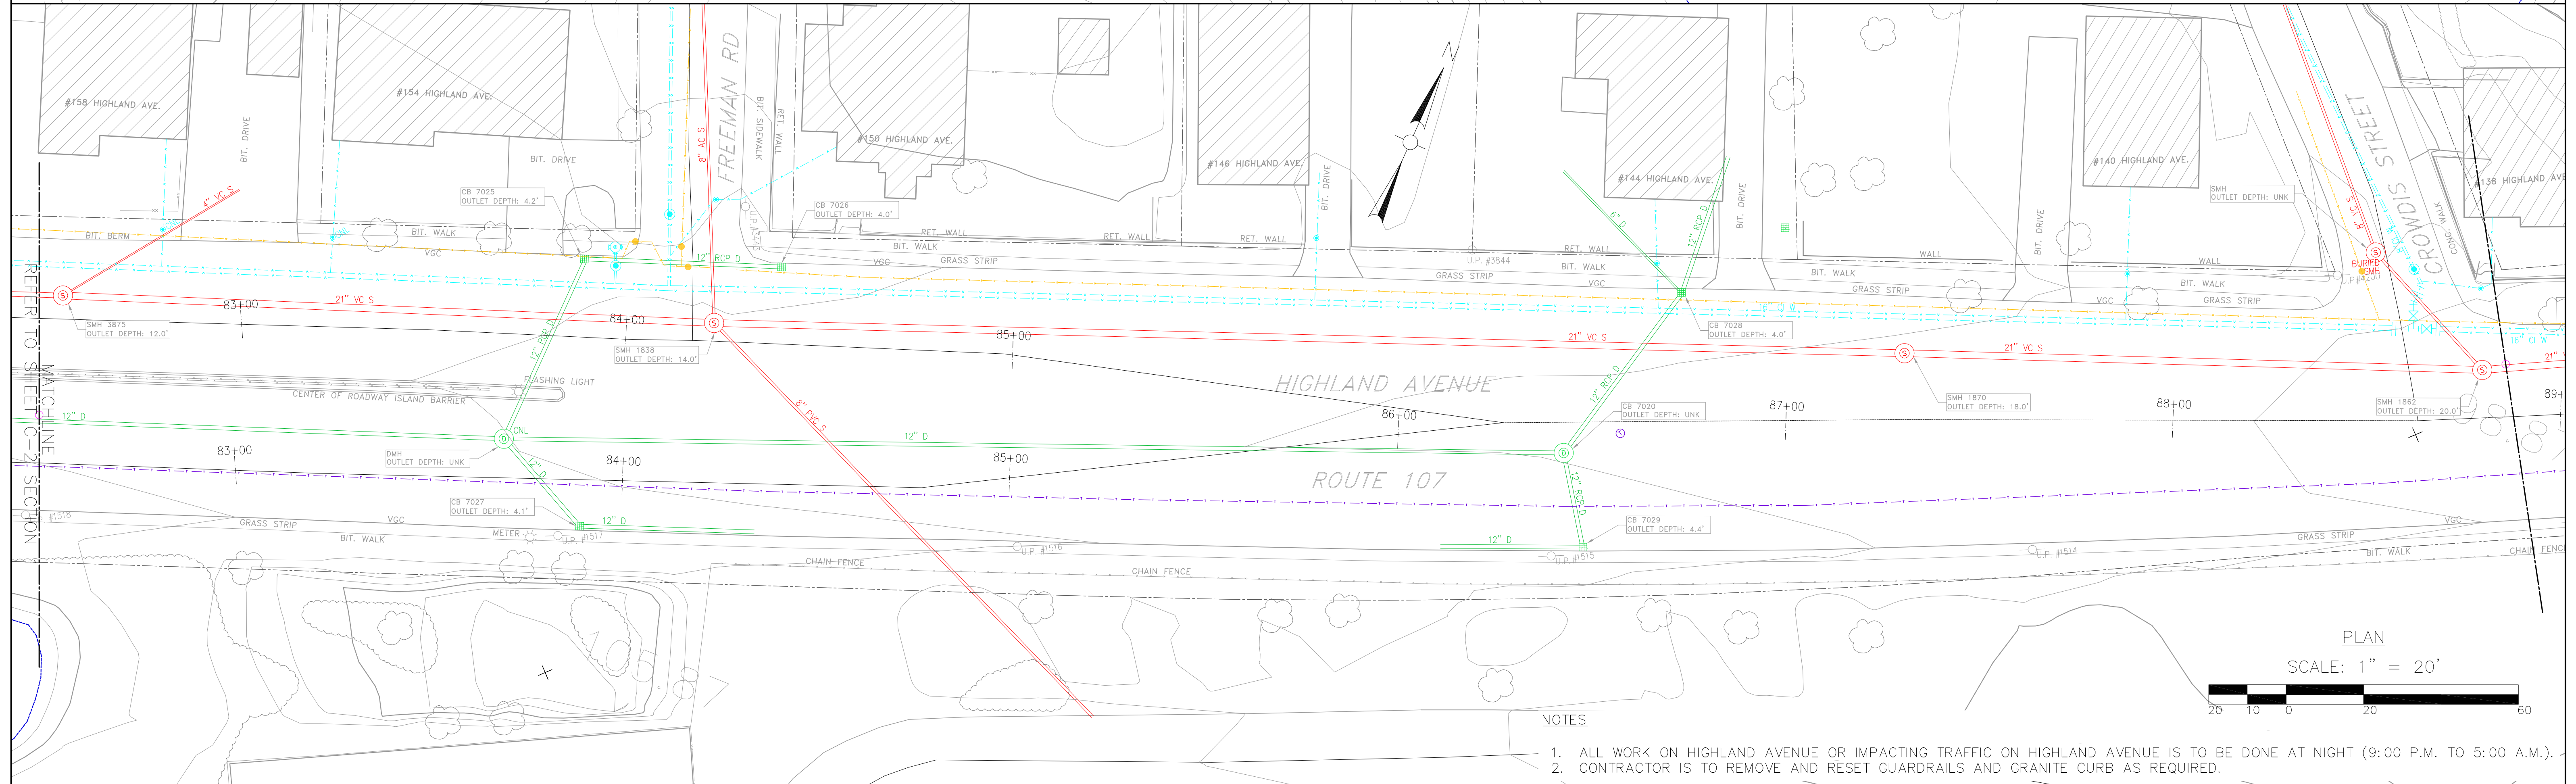 #158 HIGHLAND AVE.
BIT. DRIVE
#154 HIGHLAND AVE.
BIT. DRIVE
8" AC S
FREEMAN RD
BIT. SIDEWALK
RET. WALL
#150 HIGHLAND AVE.
#146 HIGHLAND AVE.
BIT. DRIVE
N
#144 HIGHLAND AVE.
BIT. DRIVE
BIT. DRIVE
#140 HIGHLAND AVE.
CROWDIS STREET
CONC. WALK
#138 HIGHLAND AVE
4" VC S
CB 7025
OUTLET DEPTH: 4.2'
CB 7026
OUTLET DEPTH: 4.0'
6" D
12" RCP D
SMH
OUTLET DEPTH: UNK
8" VC S
BURIED
SMH
BIT. BERM
BIT. WALK
VGC
12" RCP D
RET. WALL
RET. WALL
RET. WALL
BIT. WALK
VGC
GRASS STRIP
U.P. #3844
RET. WALL
BIT. WALK
GRASS STRIP
VGC
WALL
BIT. WALK
GRASS STRIP
WALL
BIT. WALK
VGC
GRASS STRIP
83+00
21" VC S
84+00
85+00
SMH 3875
OUTLET DEPTH: 12.0'
12" RCP D
SMH 1838
OUTLET DEPTH: 14.0'
21" VC S
CB 7028
OUTLET DEPTH: 4.0'
21" VC S
16" CI W
21"
FLASHING LIGHT
CENTER OF ROADWAY ISLAND BARRIER
HIGHLAND AVENUE
12" RCP D
SMH 1870
OUTLET DEPTH: 18.0'
SMH 1862
OUTLET DEPTH: 20.0'
MATCHLINE
REFER TO SHEET C-2 SECTION
12" D
CNL
D
8" PVC S
12" D
86+00
CB 7020
OUTLET DEPTH: UNK
87+00
88+00
89+
83+00
DMH
OUTLET DEPTH: UNK
84+00
85+00
12" D
ROUTE 107
12" RCP D
CB 7027
OUTLET DEPTH: 4.1'
12" D
CB 7029
OUTLET DEPTH: 4.4'
12" D
GRASS STRIP
VGC
BIT. WALK
METER
U.P. #1517
U.P. #1516
U.P. #1515
U.P. #1514
VGC
GRASS STRIP
BIT. WALK
CHAIN FENCE
CHAIN FENCE
CHAIN FENCE
PLAN
SCALE: 1" = 20'
20 10 0 20 60
NOTES
1. ALL WORK ON HIGHLAND AVENUE OR IMPACTING TRAFFIC ON HIGHLAND AVENUE IS TO BE DONE AT NIGHT (9:00 P.M. TO 5:00 A.M.).
2. CONTRACTOR IS TO REMOVE AND RESET GUARDRAILS AND GRANITE CURB AS REQUIRED.